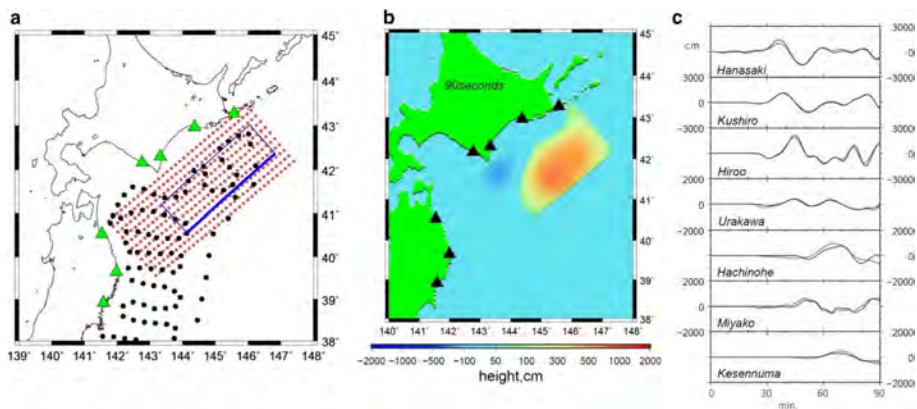 a
b
c
45˚
44˚
43˚
42˚
41˚
40˚
39˚
38˚
139˚ 140˚ 141˚ 142˚ 143˚ 144˚ 145˚ 146˚ 147˚ 148˚
90seconds
45˚
44˚
43˚
42˚
41˚
40˚
39˚
38˚
140˚ 141˚ 142˚ 143˚ 144˚ 145˚ 146˚ 147˚ 148˚
−2000 −1000 −500 −50 50 300 500 1000 2000
height,cm
cm
Hanasaki
3000
0
Kushiro
−3000
Hiroo
2000
0
Urakawa
−2000
Hachinohe
2000
0
Miyako
−2000
Kesennuma
0 30 60 90
min.